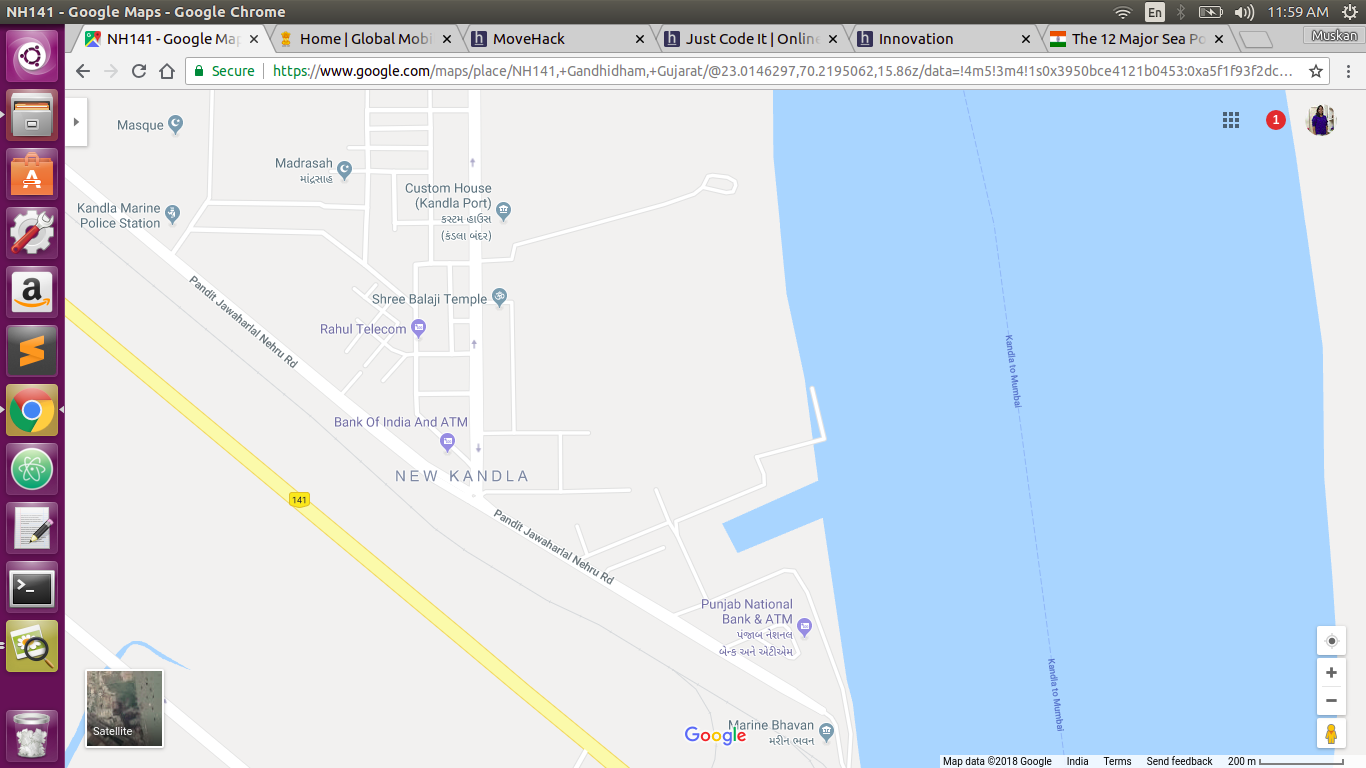 NH141 - Google Maps - Google Chrome
En
11:59 AM
NH141 - Google Map
Home | Global Mobi
MoveHack
Just Code It | Online
Innovation
The 12 Major Sea Po
Muskan
Secure
https://www.google.com/maps/place/NH141,+Gandhidham,+Gujarat/@23.0146297,70.2195062,15.86z/data=!4m5!3m4!1s0x3950bce4121b0453:0xa5f1f93f2dc...
1
Masque
Madrasah
માંદ્રસાહ
Custom House
(Kandla Port)
કસ્ટમ હાઉસ
(કંડલા બંદર)
Kandla Marine
Police Station
Pandit Jawaharlal Nehru Rd
Shree Balaji Temple
Rahul Telecom
Kandla to Mumbai
Bank Of India And ATM
NEW KANDLA
141
Pandit Jawaharlal Nehru Rd
Punjab National
Bank & ATM
પંજાબ નેશનલ
બેન્ક અને એટીએમ
Kandla to Mumbai
Satellite
Google
Marine Bhavan
મરીન ભવન
Map data ©2018 Google
India
Terms
Send feedback
200 m